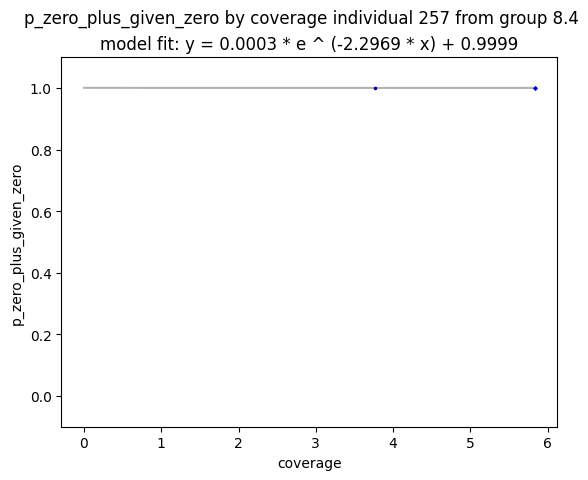 p_zero_plus_given_zero by coverage individual 257 from group 8.4
model fit: y = 0.0003 * e ^ (-2.2969 * x) + 0.9999
1.0
0.8
0.6
0.4
0.2
0.0
p_zero_plus_given_zero
0 1 2 3 4 5 6
coverage